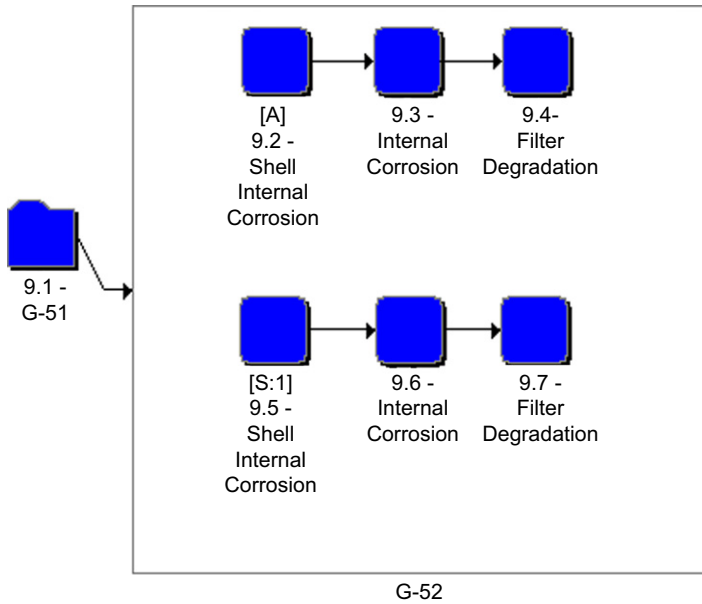 [A]
9.2 -
Shell
Internal
Corrosion
9.3 -
Internal
Corrosion
9.4-
Filter
Degradation
9.1 -
G-51
[S:1]
9.5 -
Shell
Internal
Corrosion
9.6 -
Internal
Corrosion
9.7 -
Filter
Degradation
G-52